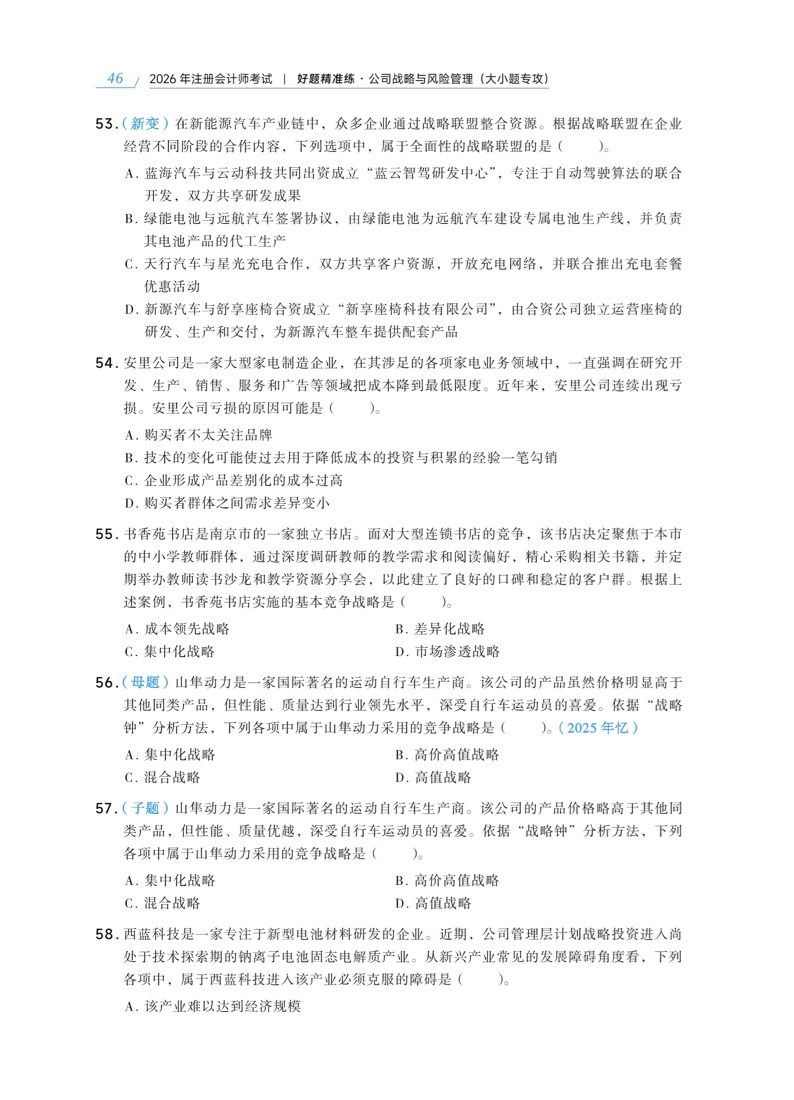 46 2026 年注册会计师考试 | 好题精准练 · 公司战略与风险管理（大小题专攻）
53.（新变）在新能源汽车产业链中，众多企业通过战略联盟整合资源。根据战略联盟在企业
经营不同阶段的合作内容，下列选项中，属于全面性的战略联盟的是（　　）。
A. 蓝海汽车与云动科技共同出资成立“蓝云智驾研发中心”，专注于自动驾驶算法的联合
开发，双方共享研发成果
B. 绿能电池与远航汽车签署协议，由绿能电池为远航汽车建设专属电池生产线，并负责
其电池产品的代工生产
C. 天行汽车与星光充电合作，双方共享客户资源，开放充电网络，并联合推出充电套餐
优惠活动
D. 新源汽车与舒享座椅合资成立“新享座椅科技有限公司”，由合资公司独立运营座椅的
研发、生产和交付，为新源汽车整车提供配套产品
54. 安里公司是一家大型家电制造企业，在其涉足的各项家电业务领域中，一直强调在研究开
发、生产、销售、服务和广告等领域把成本降到最低限度。近年来，安里公司连续出现亏
损。安里公司亏损的原因可能是（　　）。
A. 购买者不太关注品牌
B. 技术的变化可能使过去用于降低成本的投资与积累的经验一笔勾销
C. 企业形成产品差别化的成本过高
D. 购买者群体之间需求差异变小
55. 书香苑书店是南京市的一家独立书店。面对大型连锁书店的竞争，该书店决定聚焦于本市
的中小学教师群体，通过深度调研教师的教学需求和阅读偏好，精心采购相关书籍，并定
期举办教师读书沙龙和教学资源分享会，以此建立了良好的口碑和稳定的客户群。根据上
述案例，书香苑书店实施的基本竞争战略是（　　）。
A. 成本领先战略　　B. 差异化战略
C. 集中化战略　　D. 市场渗透战略
56.（母题）山隼动力是一家国际著名的运动自行车生产商。该公司的产品虽然价格明显高于
其他同类产品，但性能、质量达到行业领先水平，深受自行车运动员的喜爱。依据“战略
钟”分析方法，下列各项中属于山隼动力采用的竞争战略是（　　）。（2025 年忆）
A. 集中化战略　　B. 高价高值战略
C. 混合战略　　D. 高值战略
57.（子题）山隼动力是一家国际著名的运动自行车生产商。该公司的产品价格略高于其他同
类产品，但性能、质量优越，深受自行车运动员的喜爱。依据“战略钟”分析方法，下列
各项中属于山隼动力采用的竞争战略是（　　）。
A. 集中化战略　　B. 高价高值战略
C. 混合战略　　D. 高值战略
58. 西蓝科技是一家专注于新型电池材料研发的企业。近期，公司管理层计划战略投资进入尚
处于技术探索期的钠离子电池固态电解质产业。从新兴产业常见的发展障碍角度看，下列
各项中，属于西蓝科技进入该产业必须克服的障碍是（　　）。
A. 该产业难以达到经济规模